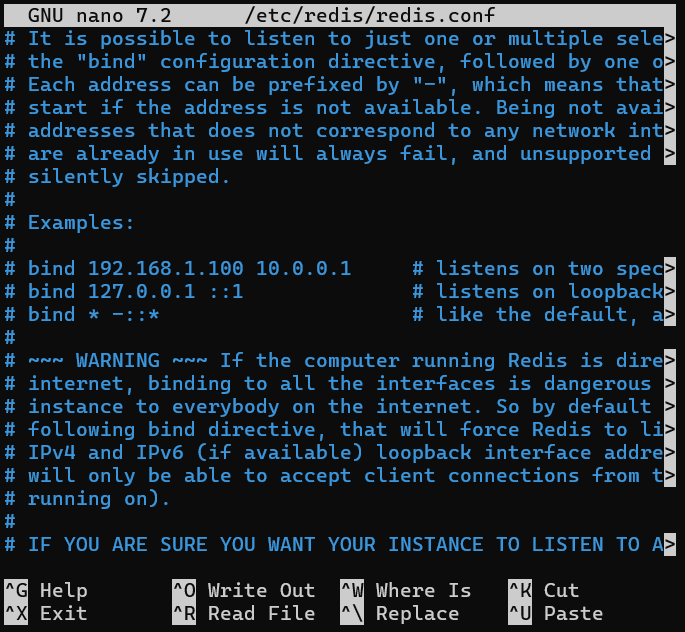 GNU nano 7.2      /etc/redis/redis.conf
# It is possible to listen to just one or multiple sele>
# the "bind" configuration directive, followed by one o>
# Each address can be prefixed by "-", which means that>
# start if the address is not available. Being not avai>
# addresses that does not correspond to any network int>
# are already in use will always fail, and unsupported >
# silently skipped.
#
# Examples:
#
# bind 192.168.1.100 10.0.0.1     # listens on two spec>
# bind 127.0.0.1 ::1              # listens on loopback>
# bind * -::*                     # like the default, a>
#
# ~~~ WARNING ~~~ If the computer running Redis is dire>
# internet, binding to all the interfaces is dangerous >
# instance to everybody on the internet. So by default >
# following bind directive, that will force Redis to li>
# IPv4 and IPv6 (if available) loopback interface addre>
# will only be able to accept client connections from t>
# running on).
#
# IF YOU ARE SURE YOU WANT YOUR INSTANCE TO LISTEN TO A>
^G Help       ^O Write Out  ^W Where Is   ^K Cut
^X Exit       ^R Read File  ^\ Replace    ^U Paste